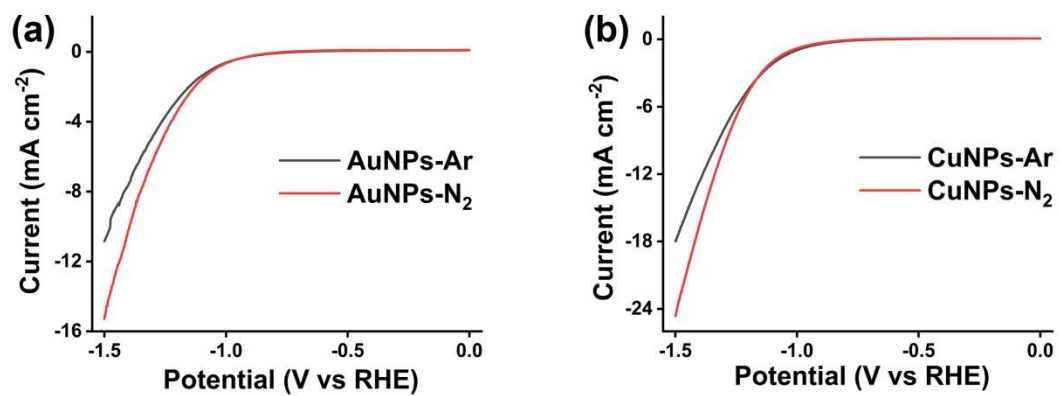 (a)
Current (mA cm⁻²)
0
-4
-8
-12
-16
AuNPs-Ar
AuNPs-N₂
-1.5 -1.0 -0.5 0.0
Potential (V vs RHE)
(b)
Current (mA cm⁻²)
0
-6
-12
-18
-24
CuNPs-Ar
CuNPs-N₂
-1.5 -1.0 -0.5 0.0
Potential (V vs RHE)